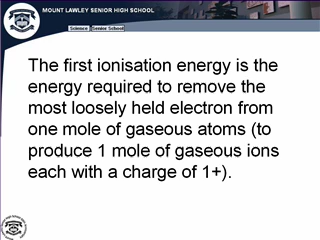 MOUNT LAWLEY SENIOR HIGH SCHOOL
Science Senior School
The first ionisation energy is the
energy required to remove the
most loosely held electron from
one mole of gaseous atoms (to
produce 1 mole of gaseous ions
each with a charge of 1+).